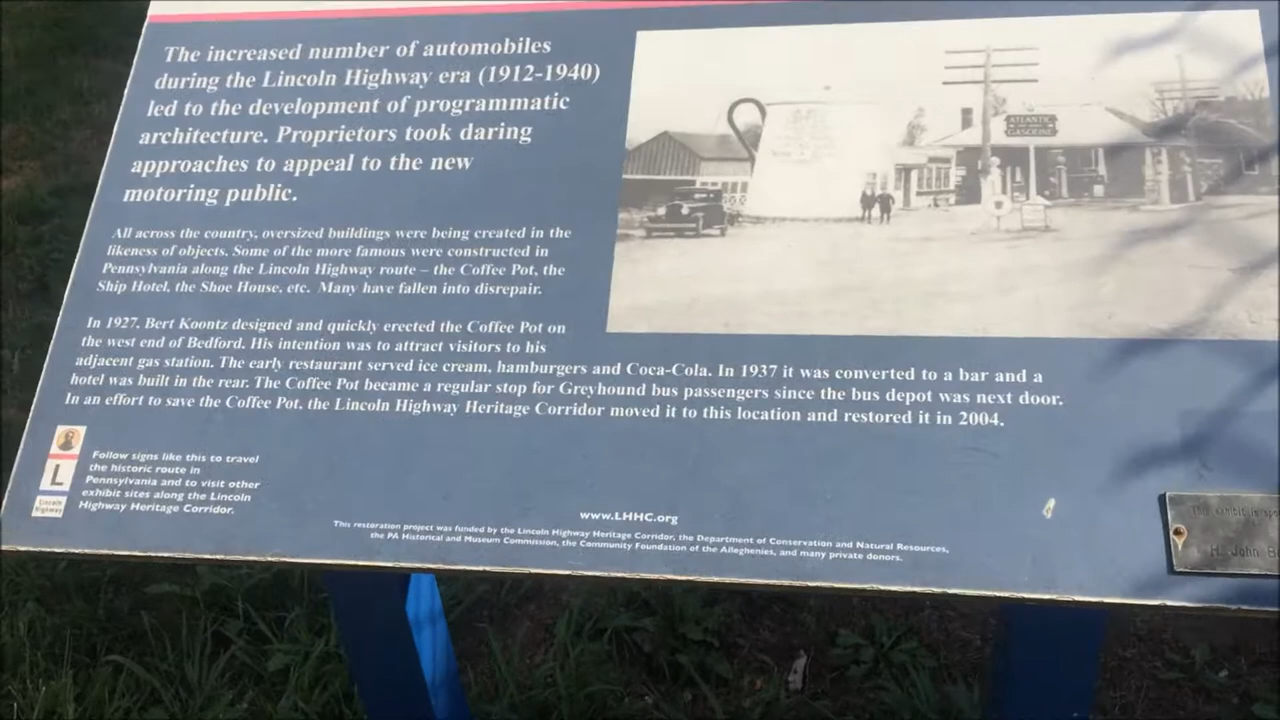 The increased number of automobiles
during the Lincoln Highway era (1912-1940)
led to the development of programmatic
architecture. Proprietors took daring
approaches to appeal to the new
motoring public.
All across the country, oversized buildings were being created in the
likeness of objects. Some of the more famous were constructed in
Pennsylvania along the Lincoln Highway route – the Coffee Pot, the
Ship Hotel, the Shoe House, etc. Many have fallen into disrepair.
In 1927, Bert Koontz designed and quickly erected the Coffee Pot on
the west end of Bedford. His intention was to attract visitors to his
adjacent gas station. The early restaurant served ice cream, hamburgers and Coca-Cola. In 1937 it was converted to a bar and a
hotel was built in the rear. The Coffee Pot became a regular stop for Greyhound bus passengers since the bus depot was next door.
In an effort to save the Coffee Pot, the Lincoln Highway Heritage Corridor moved it to this location and restored it in 2004.
ATLANTIC
GASOLINE
L
Lincoln
Highway
Follow signs like this to travel
the historic route in
Pennsylvania and to visit other
exhibit sites along the Lincoln
Highway Heritage Corridor.
www.LHHC.org
This restoration project was funded by the Lincoln Highway Heritage Corridor, the Department of Conservation and Natural Resources,
the PA Historical and Museum Commission, the Community Foundation of the Alleghenies, and many private donors.
This exhibit is
H. John